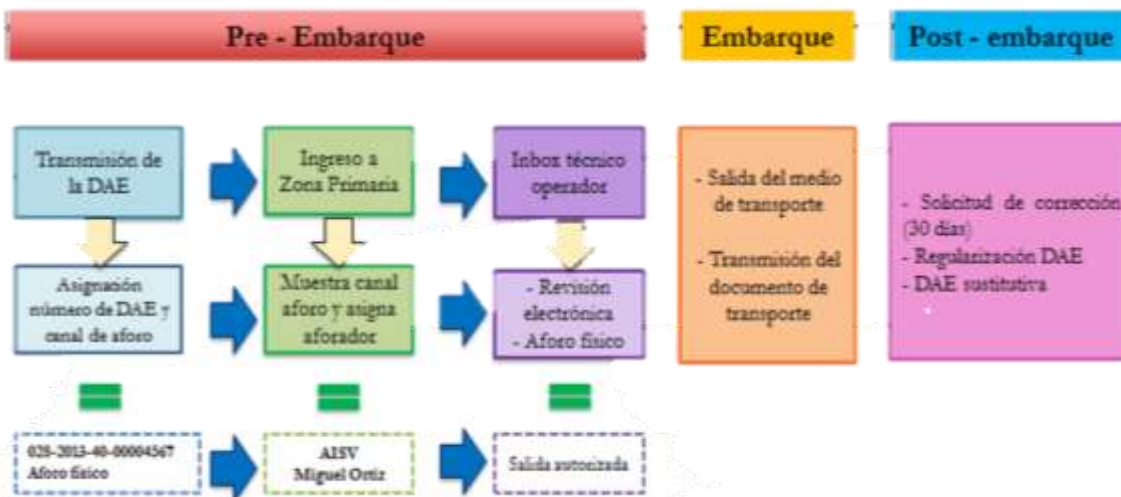 Pre - Embarque
Embarque
Post - embarque
Transmisión de
la DAE
Ingreso a
Zona Primaria
Inbox técnico
operador
Asignación
número de DAE y
canal de aforo
Muestra canal
aforo y asigna
aforador
- Revisión
electrónica
- Aforo físico
- Salida del medio
de transporte
- Transmisión del
documento de
transporte
- Solicitud de corrección
(30 días)
- Regularización DAE
- DAE sustitutiva
028-2013-40-00004567
Aforo físico
AISV
Miguel Ortiz
Salida autorizada